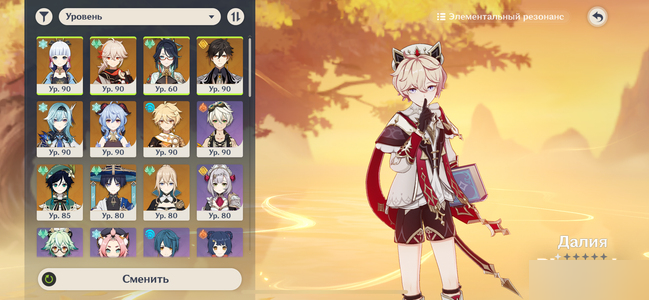 Уровень
Элементальный резонанс
Ур. 90 Ур. 90 Ур. 60 Ур. 90
Ур. 90 Ур. 90 Ур. 90 Ур. 90
Ур. 85 Ур. 80 Ур. 80 Ур. 80
Далия
Сменить